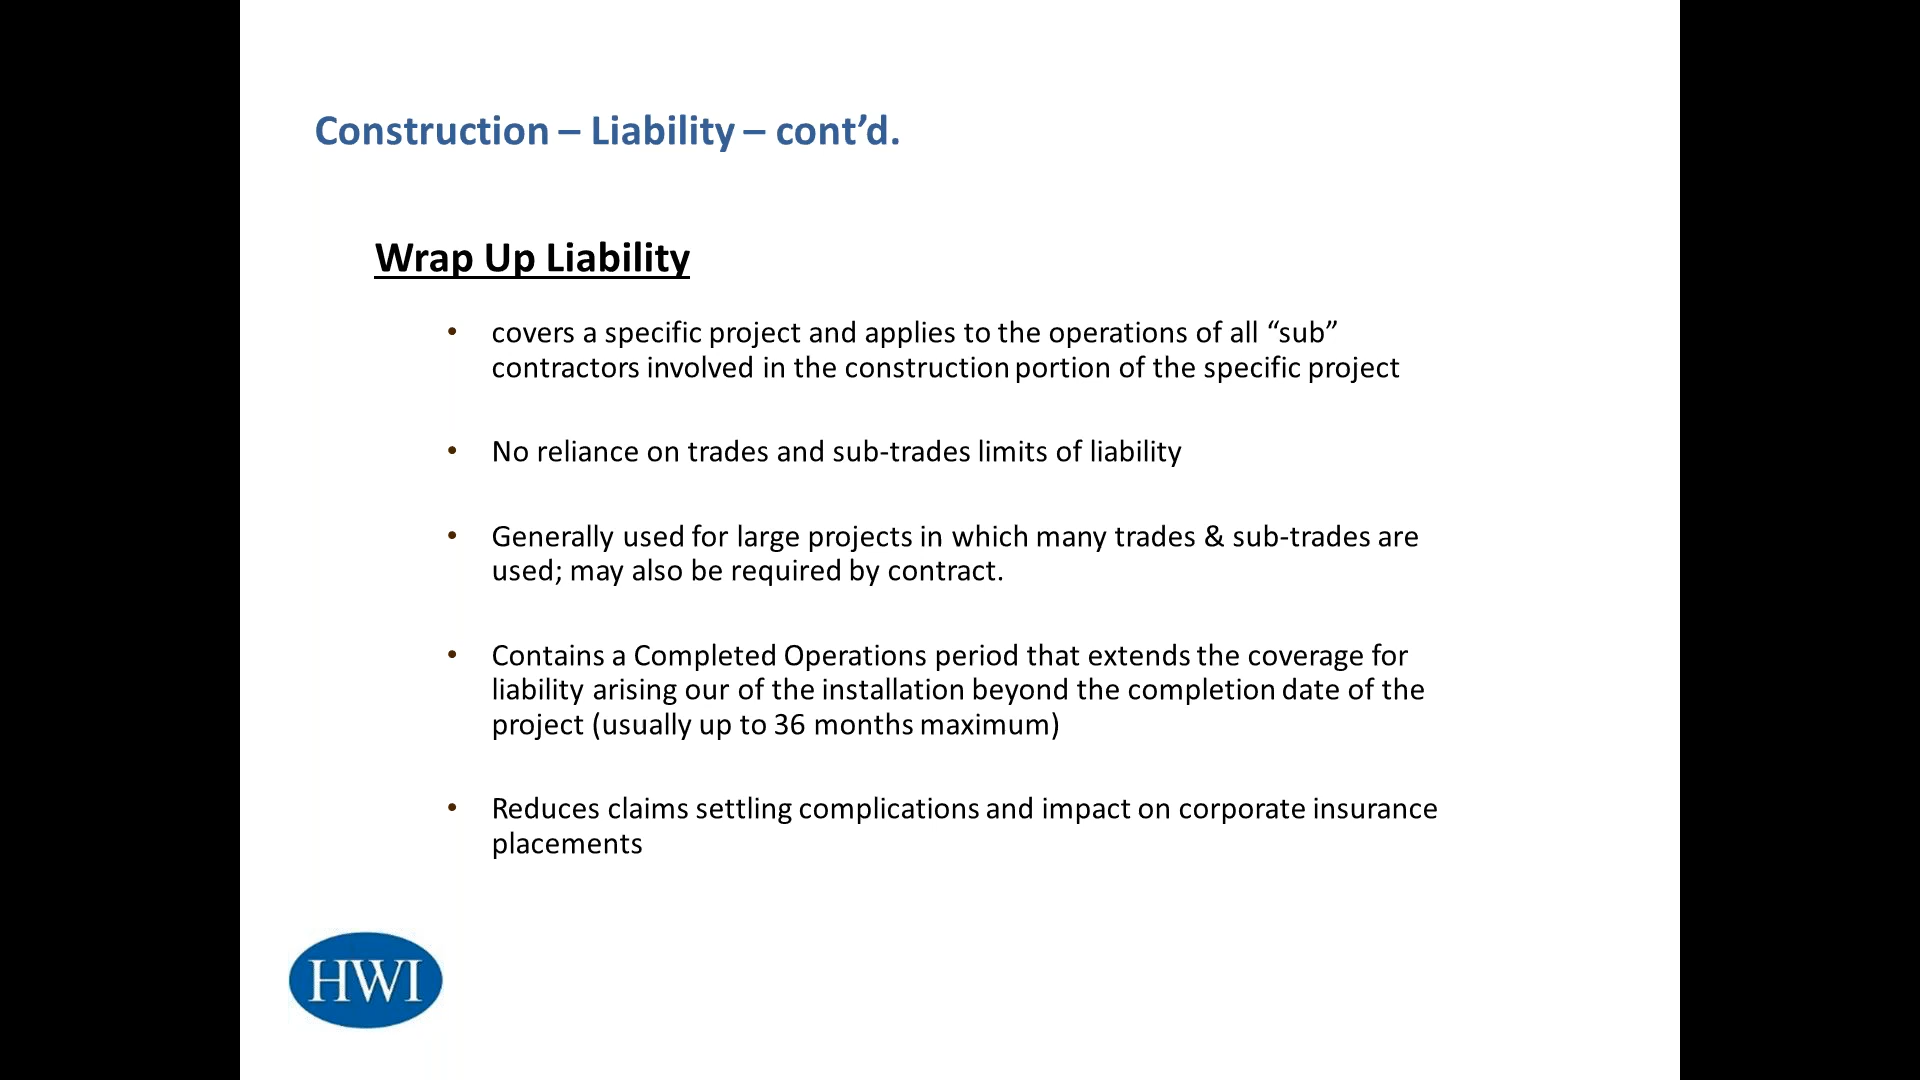 Construction – Liability – cont’d.
Wrap Up Liability
• covers a specific project and applies to the operations of all “sub”
contractors involved in the construction portion of the specific project
• No reliance on trades and sub-trades limits of liability
• Generally used for large projects in which many trades & sub-trades are
used; may also be required by contract.
• Contains a Completed Operations period that extends the coverage for
liability arising our of the installation beyond the completion date of the
project (usually up to 36 months maximum)
• Reduces claims settling complications and impact on corporate insurance
placements
HWI